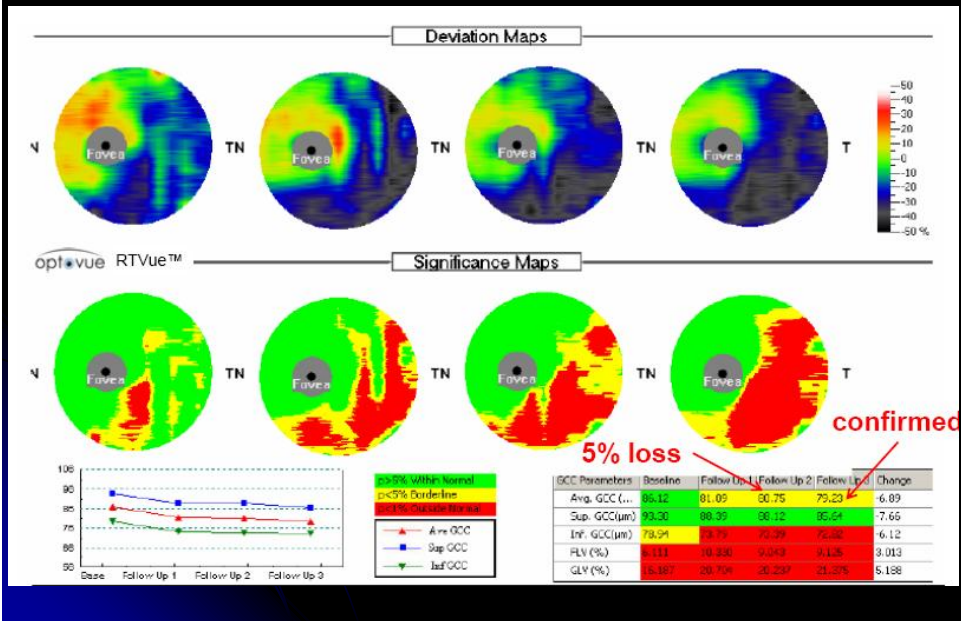 Deviation Maps
50
40
30
20
10
0
-10
-20
-30
-40
-50 %
N TN TN TN T
Fovea Fovea Fovea Fovea
optovue RTVue™
Significance Maps
N TN TN TN T
Fovea Fovea Fovea Fovea
confirmed
5% loss
p>5% Within Normal
p<5% Borderline
p<1% Outside Normal
Ave GCC
Sup GCC
Inf GCC
Base Follow Up 1 Follow Up 2 Follow Up 3
GCC Parameters Baseline Follow Up 1 Follow Up 2 Follow Up 3 Change
Avg. GCC (... 86.12 81.09 80.75 79.23 -6.89
Sup. GCC(µm) 93.30 88.39 88.12 85.64 -7.66
Inf. GCC(µm) 78.94 73.79 72.82 -6.12
FLV (%) 6.111 9.043 3.013
GLV (%) 16.187 20.704 20.237 21.375 5.188